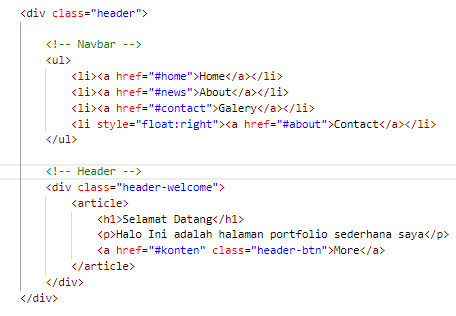 <div class="header">
<!-- Navbar -->
<ul>
<li><a href="#home">Home</a></li>
<li><a href="#news">About</a></li>
<li><a href="#contact">Galery</a></li>
<li style="float:right"><a href="#about">Contact</a></li>
</ul>
<!-- Header -->
<div class="header-welcome">
<article>
<h1>Selamat Datang</h1>
<p>Halo Ini adalah halaman portfolio sederhana saya</p>
<a href="#konten" class="header-btn">More</a>
</article>
</div>
</div>